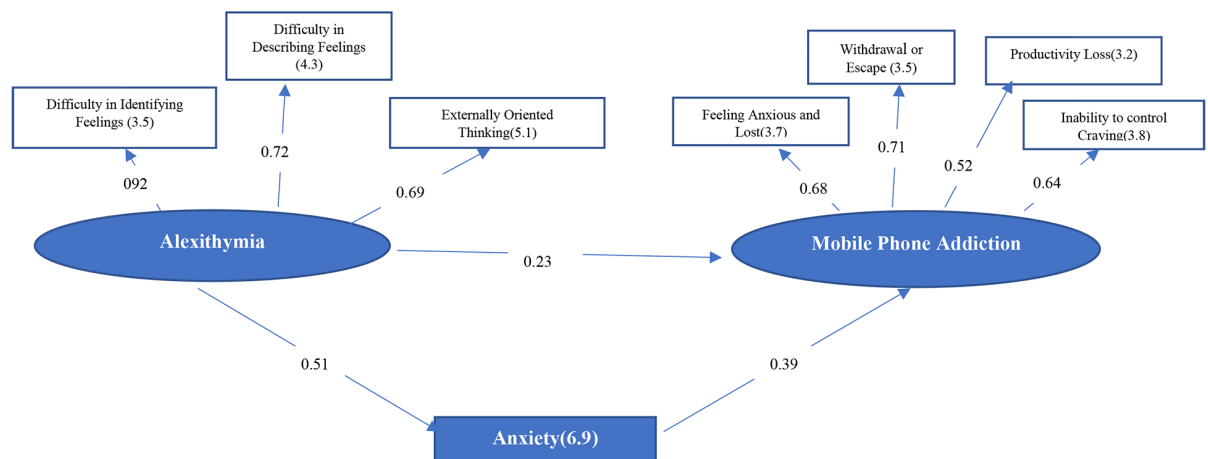 Difficulty in
Describing Feelings
(4.3)
Withdrawal or
Escape (3.5)
Productivity Loss(3.2)
Difficulty in Identifying
Feelings (3.5)
Externally Oriented
Thinking(5.1)
Feeling Anxious and
Lost(3.7)
Inability to control
Craving(3.8)
092
0.72
0.69
0.68
0.71
0.52
0.64
Alexithymia
Mobile Phone Addiction
0.23
0.51
0.39
Anxiety(6.9)